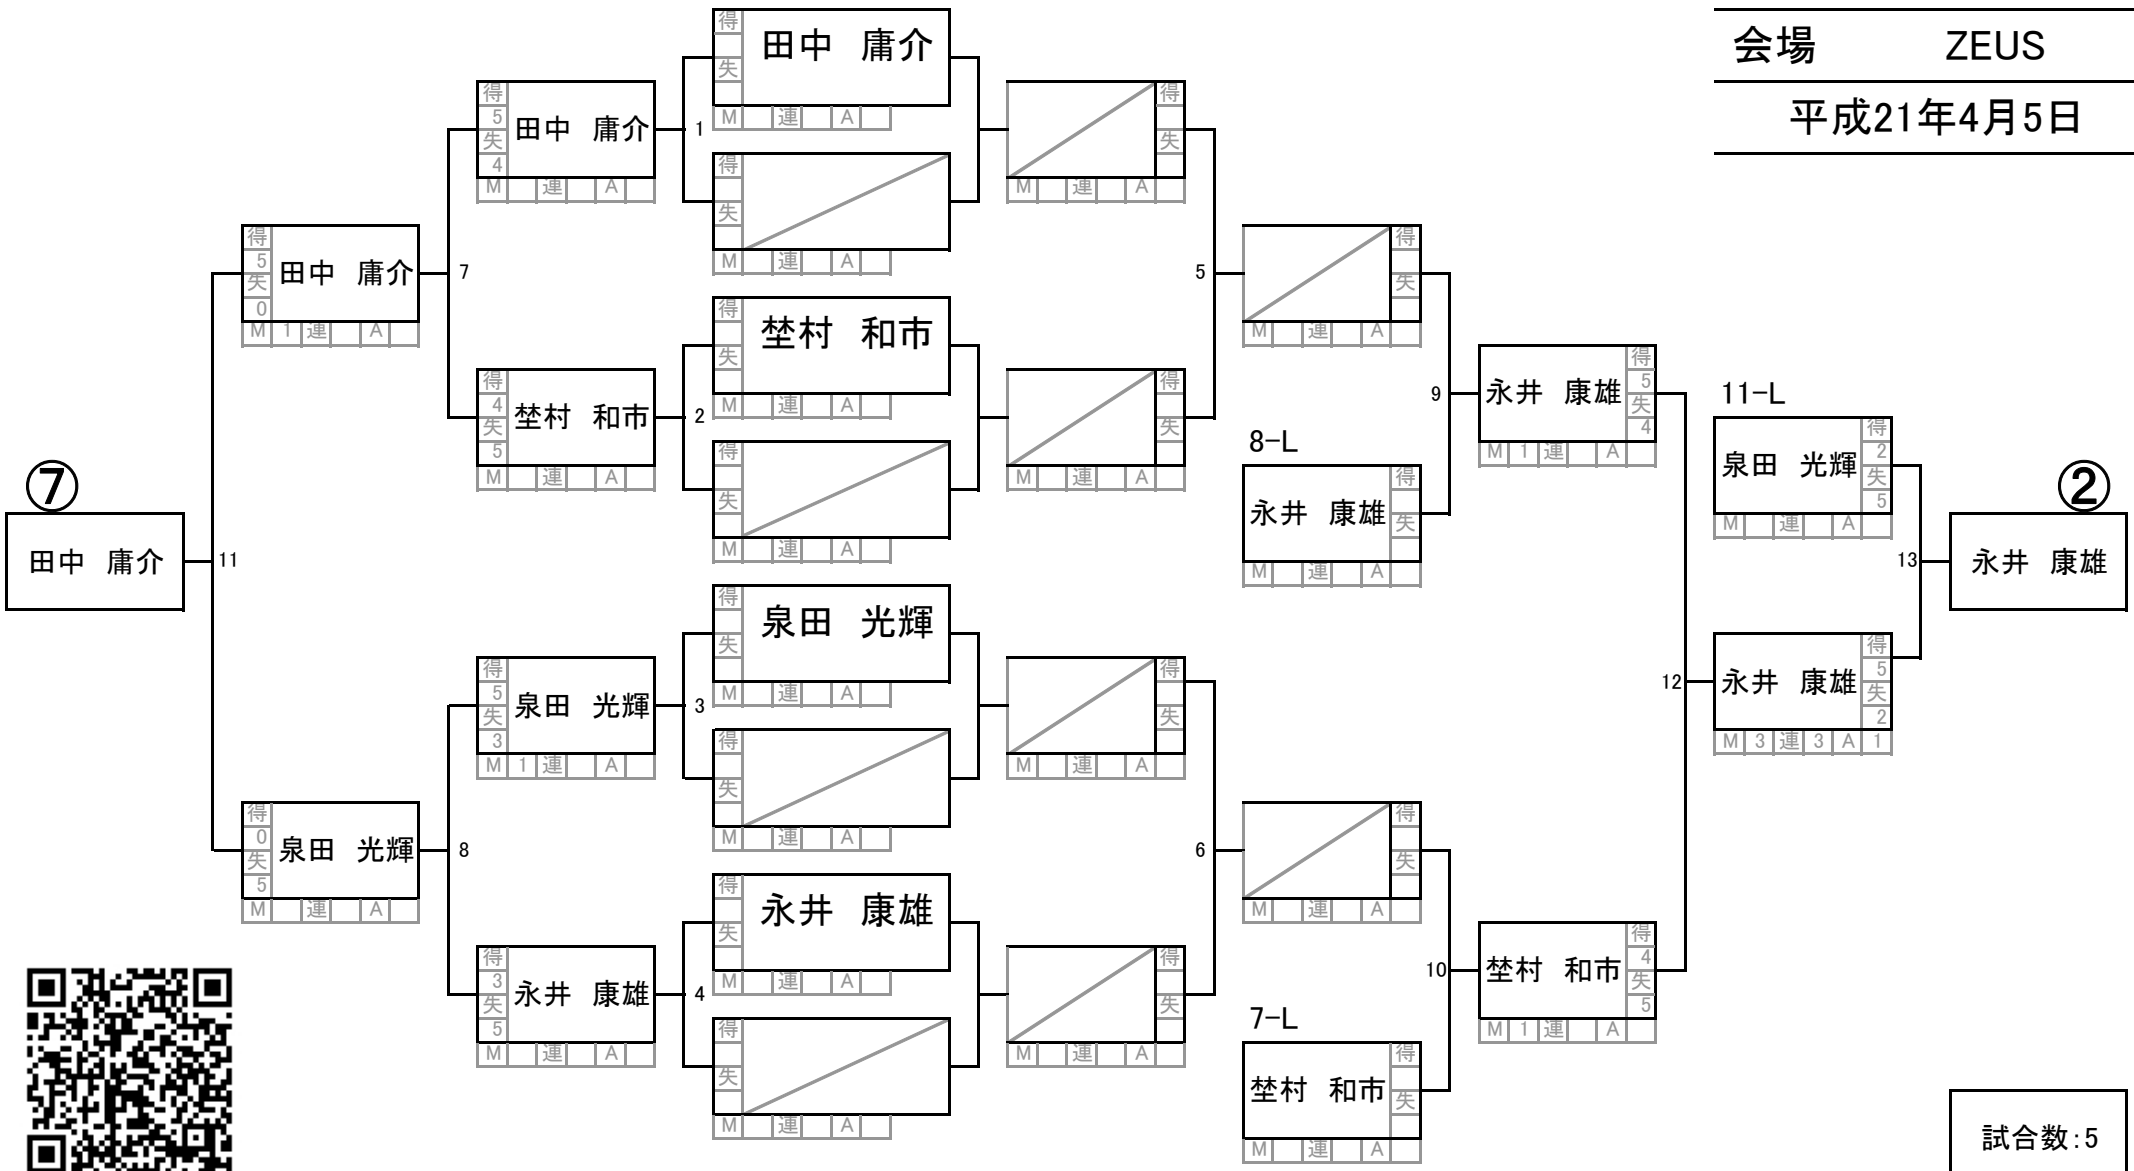 会場 ZEUS
平成21年4月5日
得 失 田中 庸介
M 連 A
得 5 失 4 田中 庸介
M 連 A
1
得 失
M 連 A
得 失
M 連 A
得 5 失 0 田中 庸介
M 1 連 A
7
5
得 失
M 連 A
得 失 埜村 和市
M 連 A
得 4 失 5 埜村 和市
M 連 A
2
得 失
M 連 A
得 失
M 連 A
9
永井 康雄 得 5 失 4
M 1 連 A
8-L
永井 康雄 得 失
M 連 A
11-L
泉田 光輝 得 2 失 5
M 連 A
⑦
田中 庸介
11
13
②
永井 康雄
得 失 泉田 光輝
M 連 A
得 5 失 3 泉田 光輝
M 1 連 A
3
得 失
M 連 A
得 失
M 連 A
12
永井 康雄 得 5 失 2
M 3 連 3 A 1
得 0 失 5 泉田 光輝
M 連 A
8
6
得 失
M 連 A
得 失 永井 康雄
M 連 A
得 3 失 5 永井 康雄
M 連 A
4
得 失
M 連 A
得 失
M 連 A
10
埜村 和市 得 4 失 5
M 1 連 A
7-L
埜村 和市 得 失
M 連 A
試合数:5